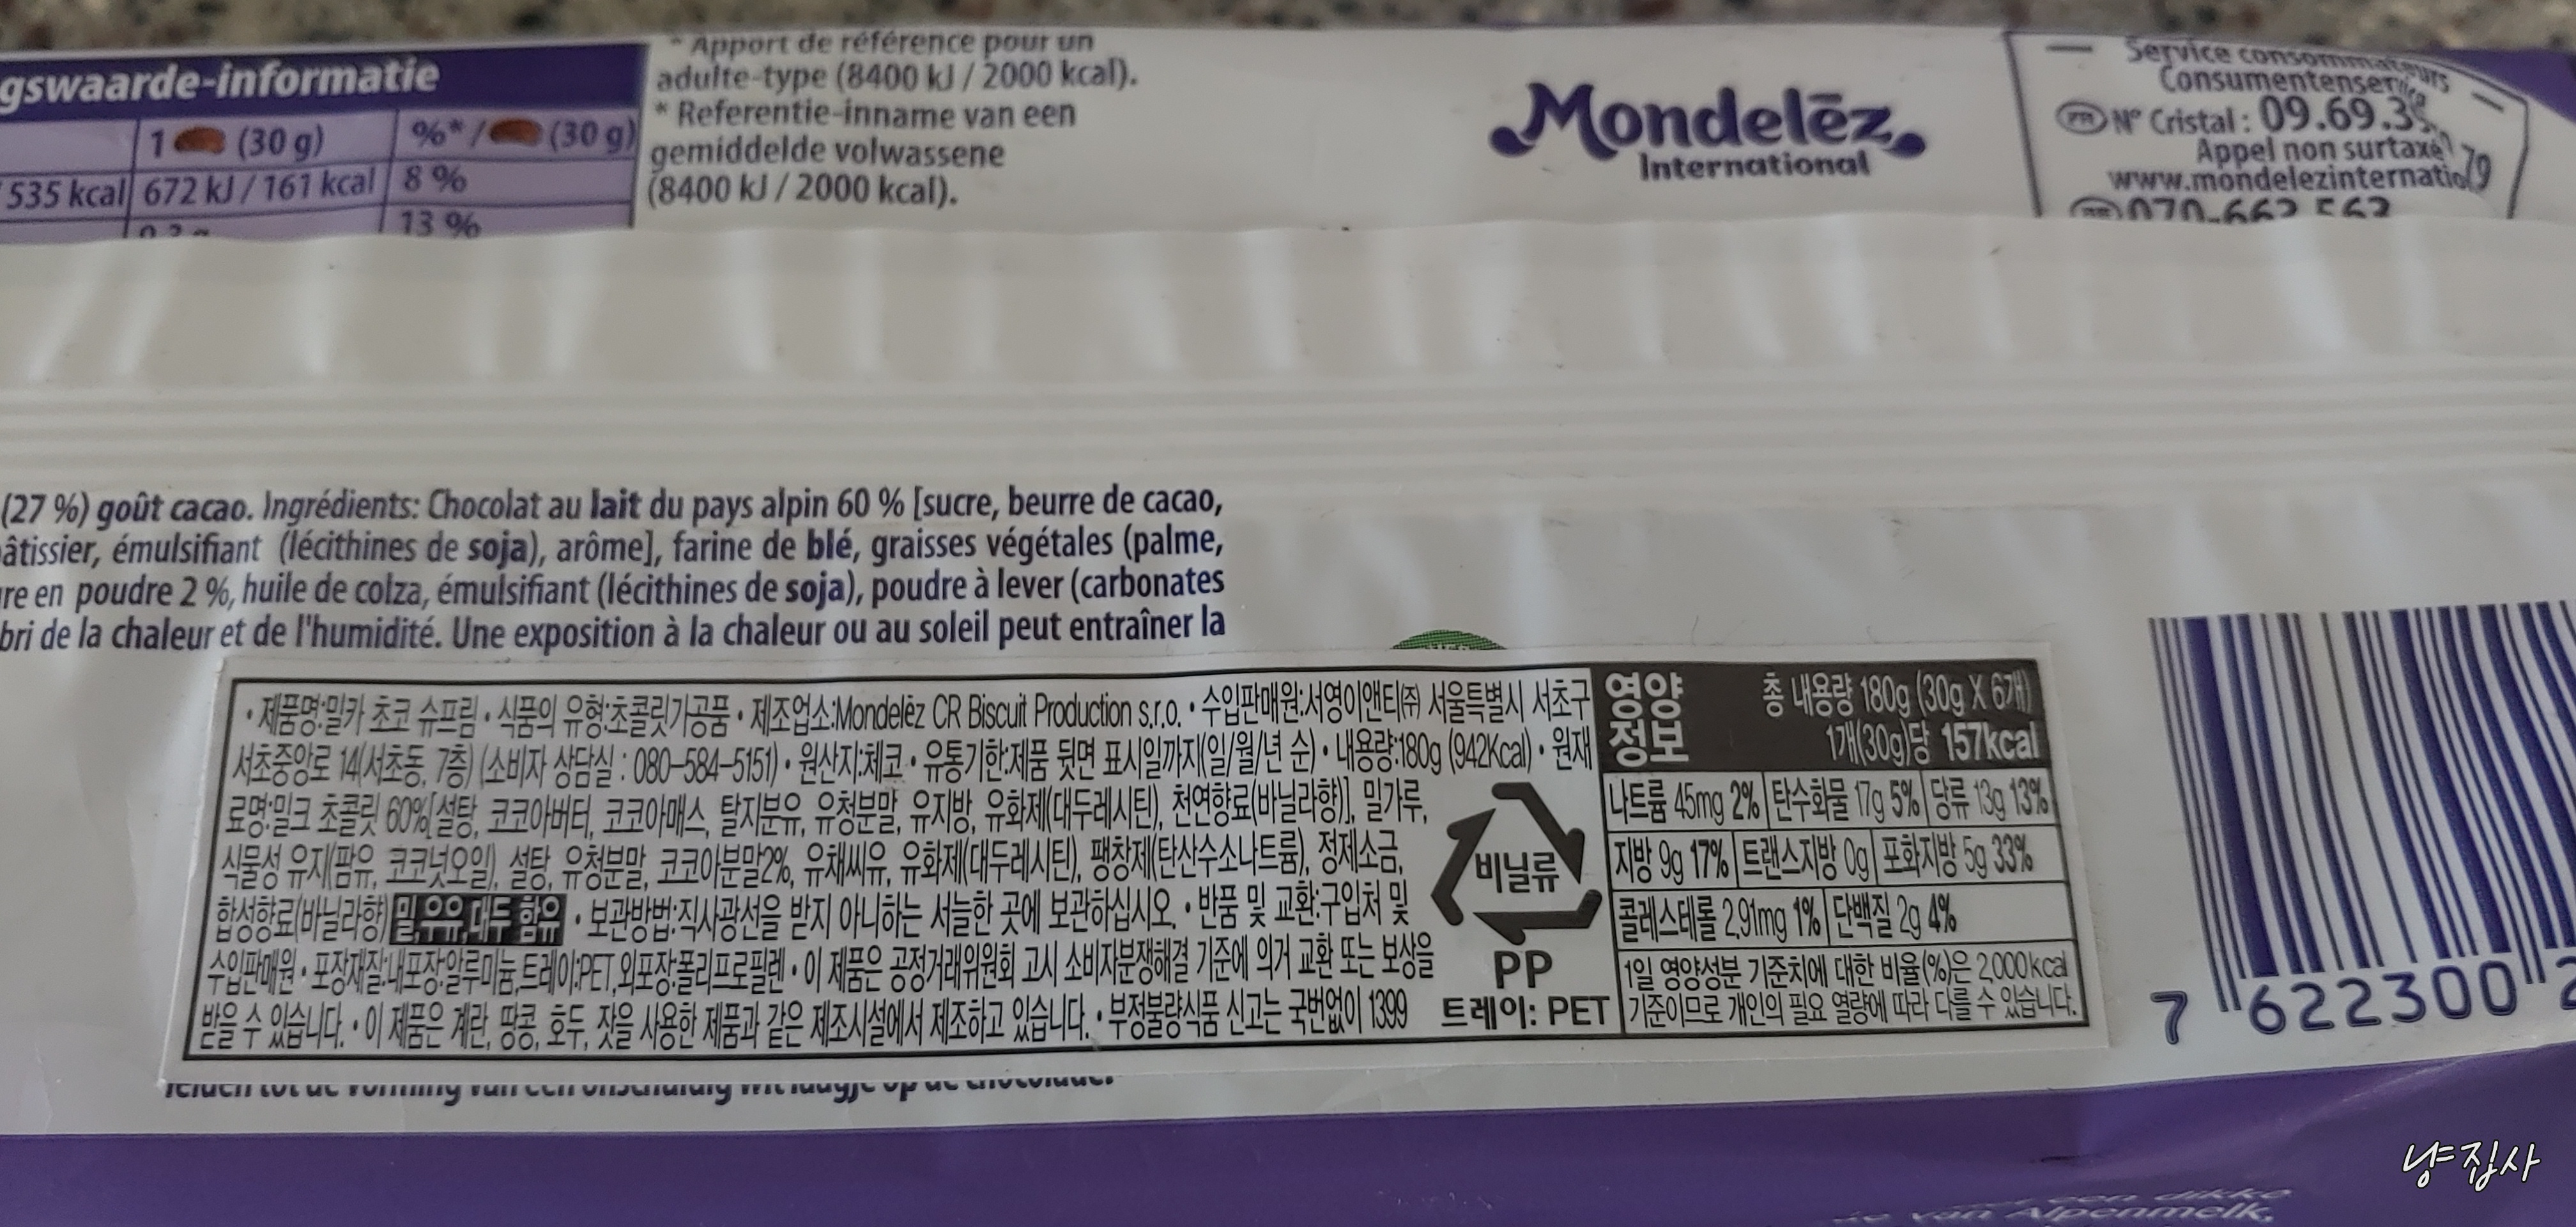 gswaarde-informatie
1 (30 g) %* / (30 g)
535 kcal 672 kJ / 161 kcal 8 %
13 %
* Apport de référence pour un
adulte-type (8400 kJ / 2000 kcal).
* Referentie-inname van een
gemiddelde volwassene
(8400 kJ / 2000 kcal).
Mondelēz
International
Service consommateurs
Consumentenservice
FR N° Cristal : 09.69.39
Appel non surtaxé
www.mondelezinternatio
070-662 562
(27 %) goût cacao. Ingrédients: Chocolat au lait du pays alpin 60 % [sucre, beurre de cacao,
âtissier, émulsifiant (lécithines de soja), arôme], farine de blé, graisses végétales (palme,
re en poudre 2 %, huile de colza, émulsifiant (lécithines de soja), poudre à lever (carbonates
bri de la chaleur et de l'humidité. Une exposition à la chaleur ou au soleil peut entraîner la
• 제품명:밀카 초코 슈프림 • 식품의 유형:초콜릿가공품 • 제조업소:Mondelēz CR Biscuit Production s.r.o. • 수입판매원:서영이앤티㈜ 서울특별시 서초구
서초중앙로 14(서초동, 7층) (소비자 상담실 : 080-584-5151) • 원산지:체코 • 유통기한:제품 뒷면 표시일까지(일/월/년 순) • 내용량:180g (942Kcal) • 원재
료명:밀크 초콜릿 60%[설탕, 코코아버터, 코코아매스, 탈지분유, 유청분말, 유지방, 유화제(대두레시틴), 천연향료(바닐라향)], 밀가루,
식물성 유지(팜유, 코코넛오일), 설탕, 유청분말, 코코아분말2%, 유채씨유, 유화제(대두레시틴), 팽창제(탄산수소나트륨), 정제소금,
합성향료(바닐라향) 밀,우유,대두 함유 • 보관방법:직사광선을 받지 아니하는 서늘한 곳에 보관하십시오. • 반품 및 교환:구입처 및
수입판매원 • 포장재질:내포장:알루미늄,트레이:PET,외포장:폴리프로필렌 • 이 제품은 공정거래위원회 고시 소비자분쟁해결 기준에 의거 교환 또는 보상을
받을 수 있습니다. • 이 제품은 계란, 땅콩, 호두, 잣을 사용한 제품과 같은 제조시설에서 제조하고 있습니다. • 부정불량식품 신고는 국번없이 1399
비닐류
PP
트레이: PET
영양
정보
총 내용량 180g (30g X 6개)
1개(30g)당 157kcal
나트륨 45mg 2% 탄수화물 17g 5% 당류 13g 13%
지방 9g 17% 트랜스지방 0g 포화지방 5g 33%
콜레스테롤 2.91mg 1% 단백질 2g 4%
1일 영양성분 기준치에 대한 비율(%)은 2,000kcal
기준이므로 개인의 필요 열량에 따라 다를 수 있습니다.
7 622300
van Alpenmelk,
냥집사